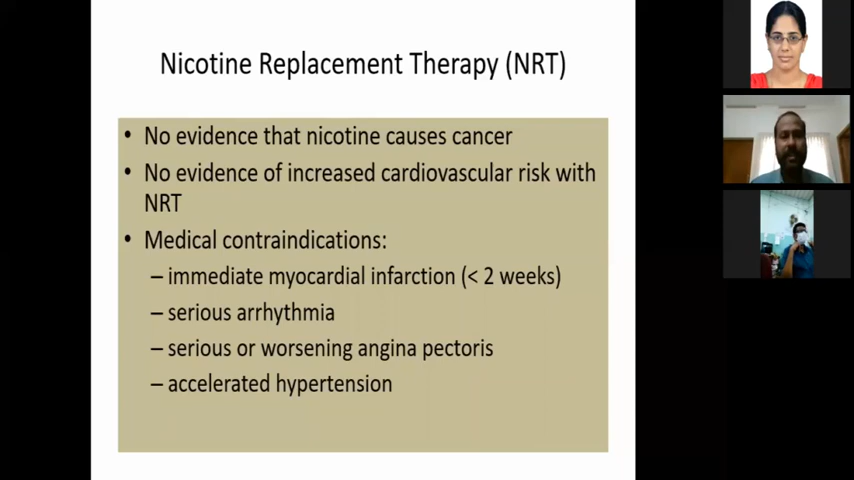 Nicotine Replacement Therapy (NRT)
• No evidence that nicotine causes cancer
• No evidence of increased cardiovascular risk with
NRT
• Medical contraindications:
– immediate myocardial infarction (< 2 weeks)
– serious arrhythmia
– serious or worsening angina pectoris
– accelerated hypertension